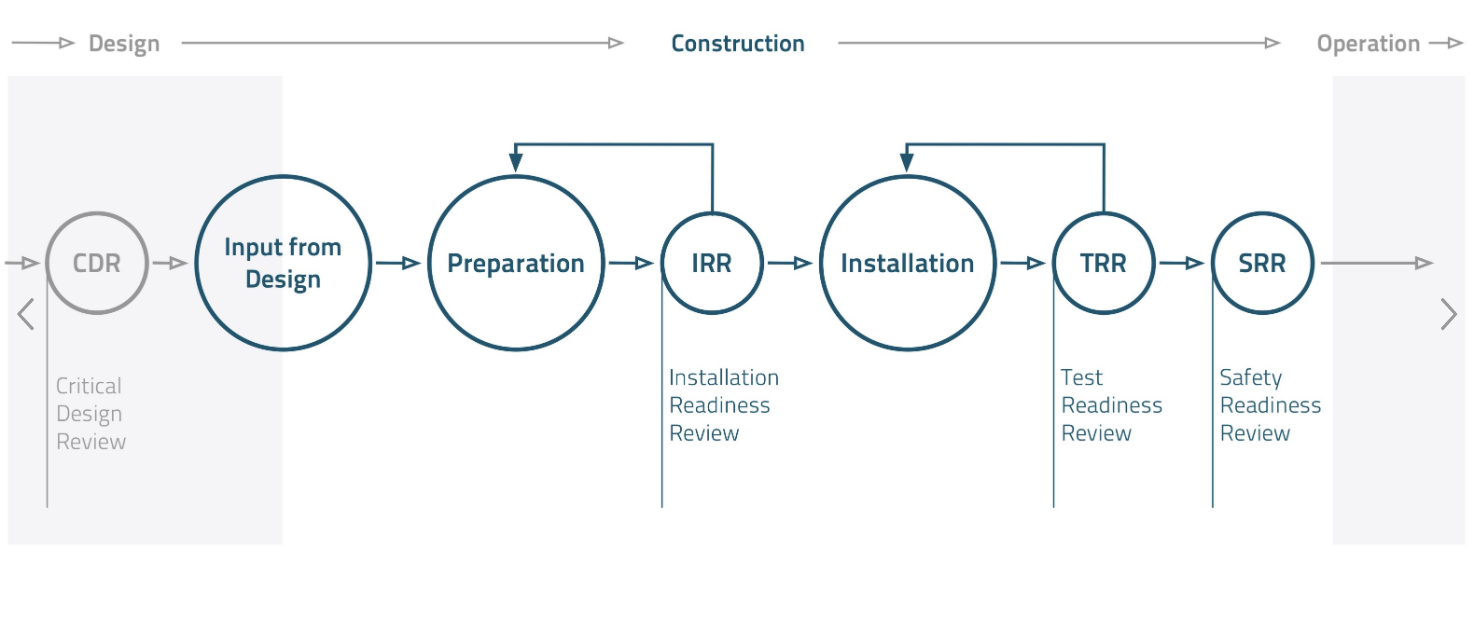 Design
Construction
Operation
CDR
Input from
Design
Preparation
IRR
Installation
TRR
SRR
Critical
Design
Review
Installation
Readiness
Review
Test
Readiness
Review
Safety
Readiness
Review